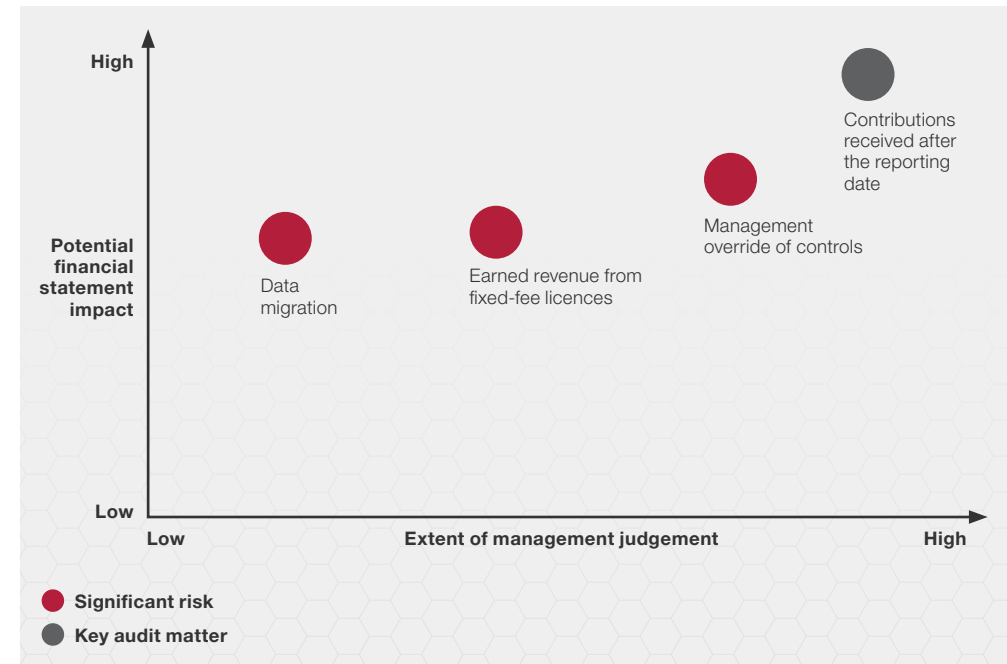 High
Contributions
received after
the reporting
date
Management
override of controls
Potential
financial
statement
impact
Earned revenue from
fixed-fee licences
Data
migration
Low
Low
Extent of management judgement
High
Significant risk
Key audit matter